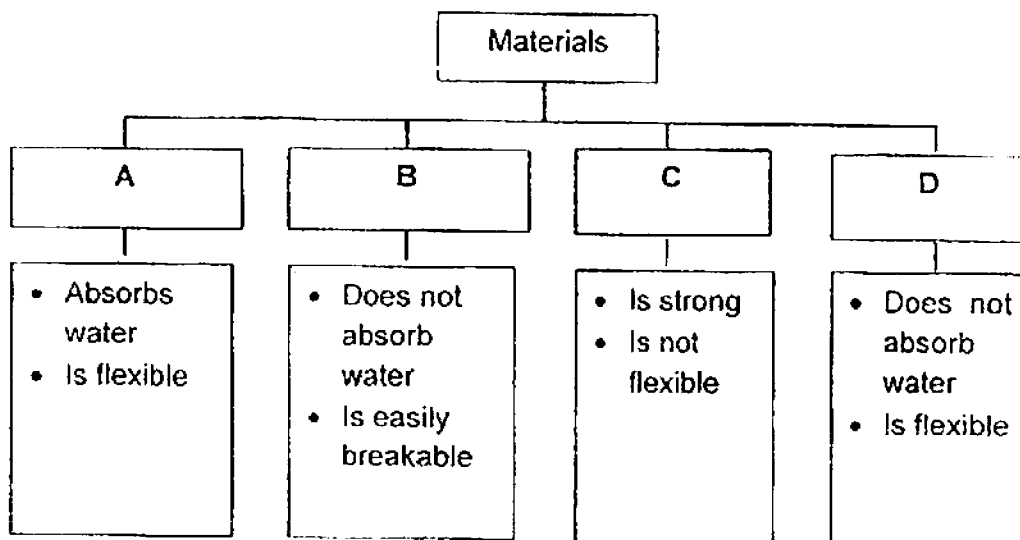 Materials
A
B
C
D
• Absorbs
water
• Is flexible
• Does not
absorb
water
• Is easily
breakable
• Is strong
• Is not
flexible
• Does not
absorb
water
• Is flexible